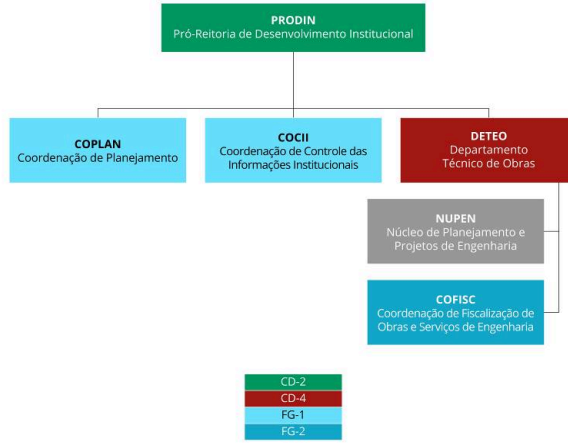 PRODIN
Pró-Reitoria de Desenvolvimento Institucional
COPLAN
Coordenação de Planejamento
COCII
Coordenação de Controle das
Informações Institucionais
DETEO
Departamento
Técnico de Obras
NUPEN
Núcleo de Planejamento e
Projetos de Engenharia
COFISC
Coordenação de Fiscalização de
Obras e Serviços de Engenharia
CD-2
CD-4
FG-1
FG-2